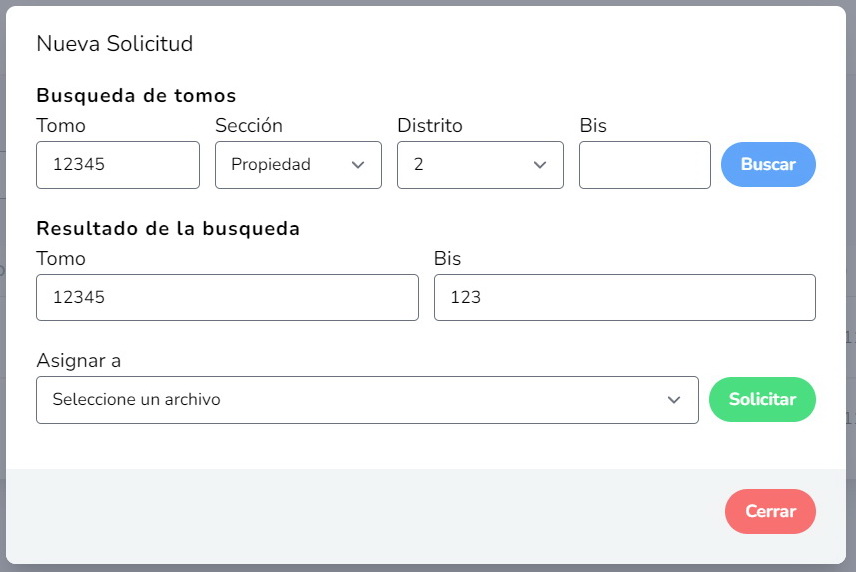 Nueva Solicitud
Busqueda de tomos
Tomo Sección Distrito Bis
12345 Propiedad 2 Buscar
Resultado de la busqueda
Tomo Bis
12345 123
Asignar a
Seleccione un archivo Solicitar
Cerrar